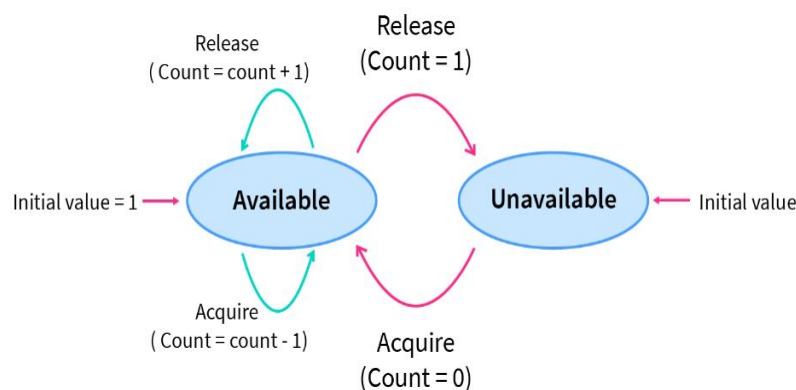 Release
( Count = count + 1)
Release
(Count = 1)
Initial value = 1
Available
Unavailable
Initial value
Acquire
( Count = count - 1)
Acquire
(Count = 0)